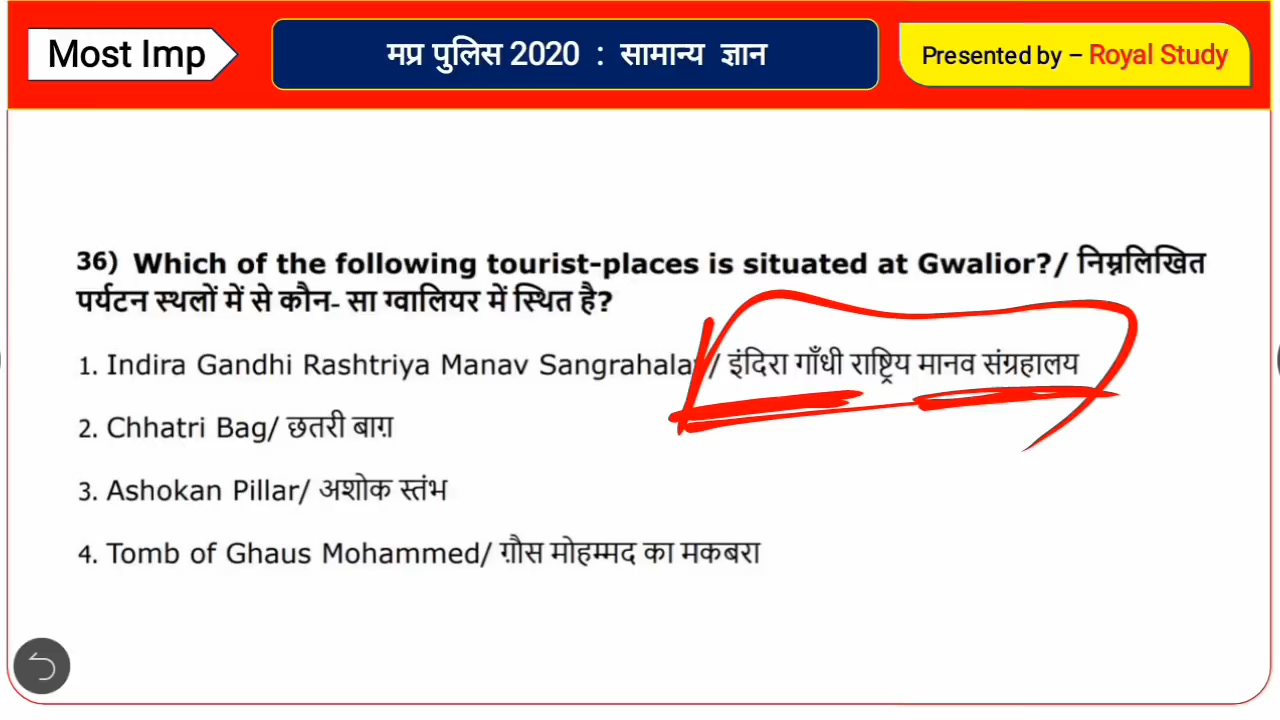 Most Imp
मप्र पुलिस 2020 : सामान्य ज्ञान
Presented by – Royal Study
36) Which of the following tourist-places is situated at Gwalior?/ निम्नलिखित
पर्यटन स्थलों में से कौन- सा ग्वालियर में स्थित है?
1. Indira Gandhi Rashtriya Manav Sangrahalay/ इंदिरा गाँधी राष्ट्रिय मानव संग्रहालय
2. Chhatri Bag/ छतरी बाग़
3. Ashokan Pillar/ अशोक स्तंभ
4. Tomb of Ghaus Mohammed/ ग़ौस मोहम्मद का मकबरा